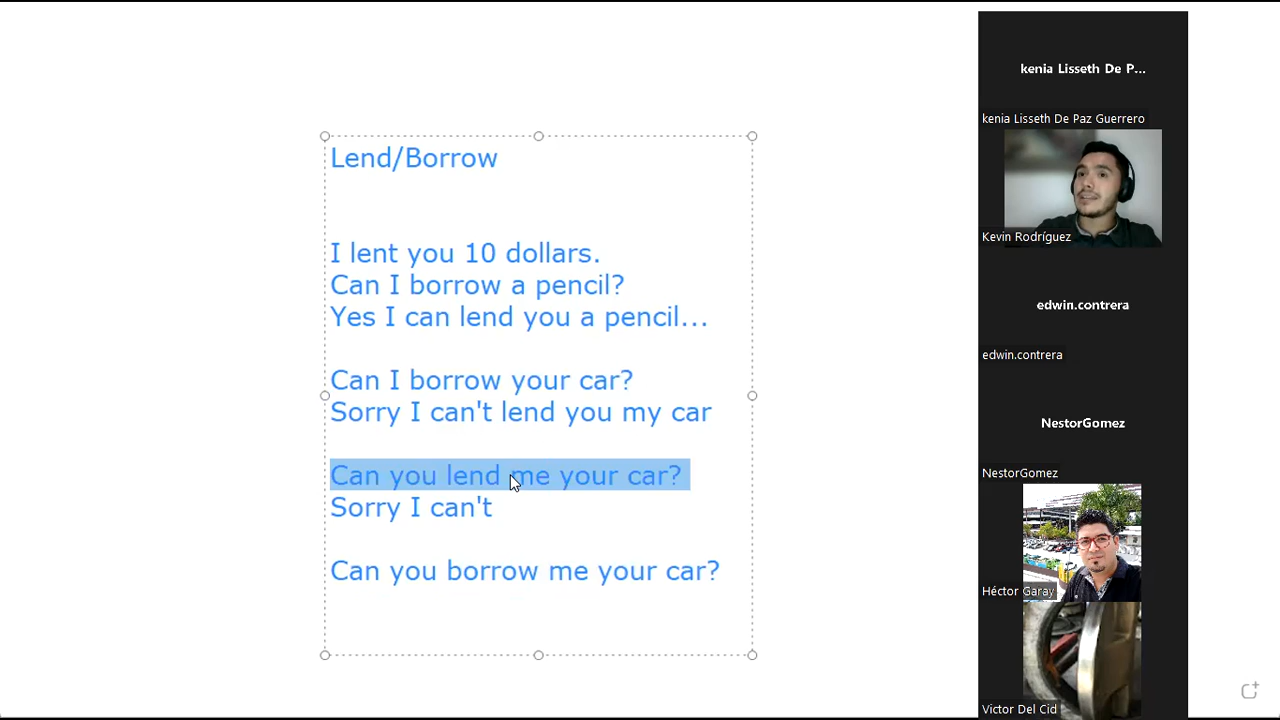 Lend/Borrow
I lent you 10 dollars.
Can I borrow a pencil?
Yes I can lend you a pencil...
Can I borrow your car?
Sorry I can't lend you my car
Can you lend me your car?
Sorry I can't
Can you borrow me your car?
kenia Lisseth De P...
kenia Lisseth De Paz Guerrero
Kevin Rodríguez
edwin.contrera
edwin.contrera
NestorGomez
NestorGomez
Héctor Garay
Victor Del Cid